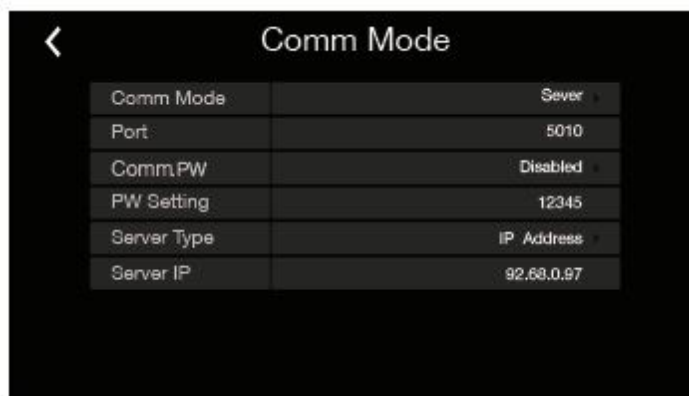 Comm Mode
Comm Mode Sever
Port 5010
Comm.PW Disabled
PW Setting 12345
Server Type IP Address
Server IP 92.68.0.97